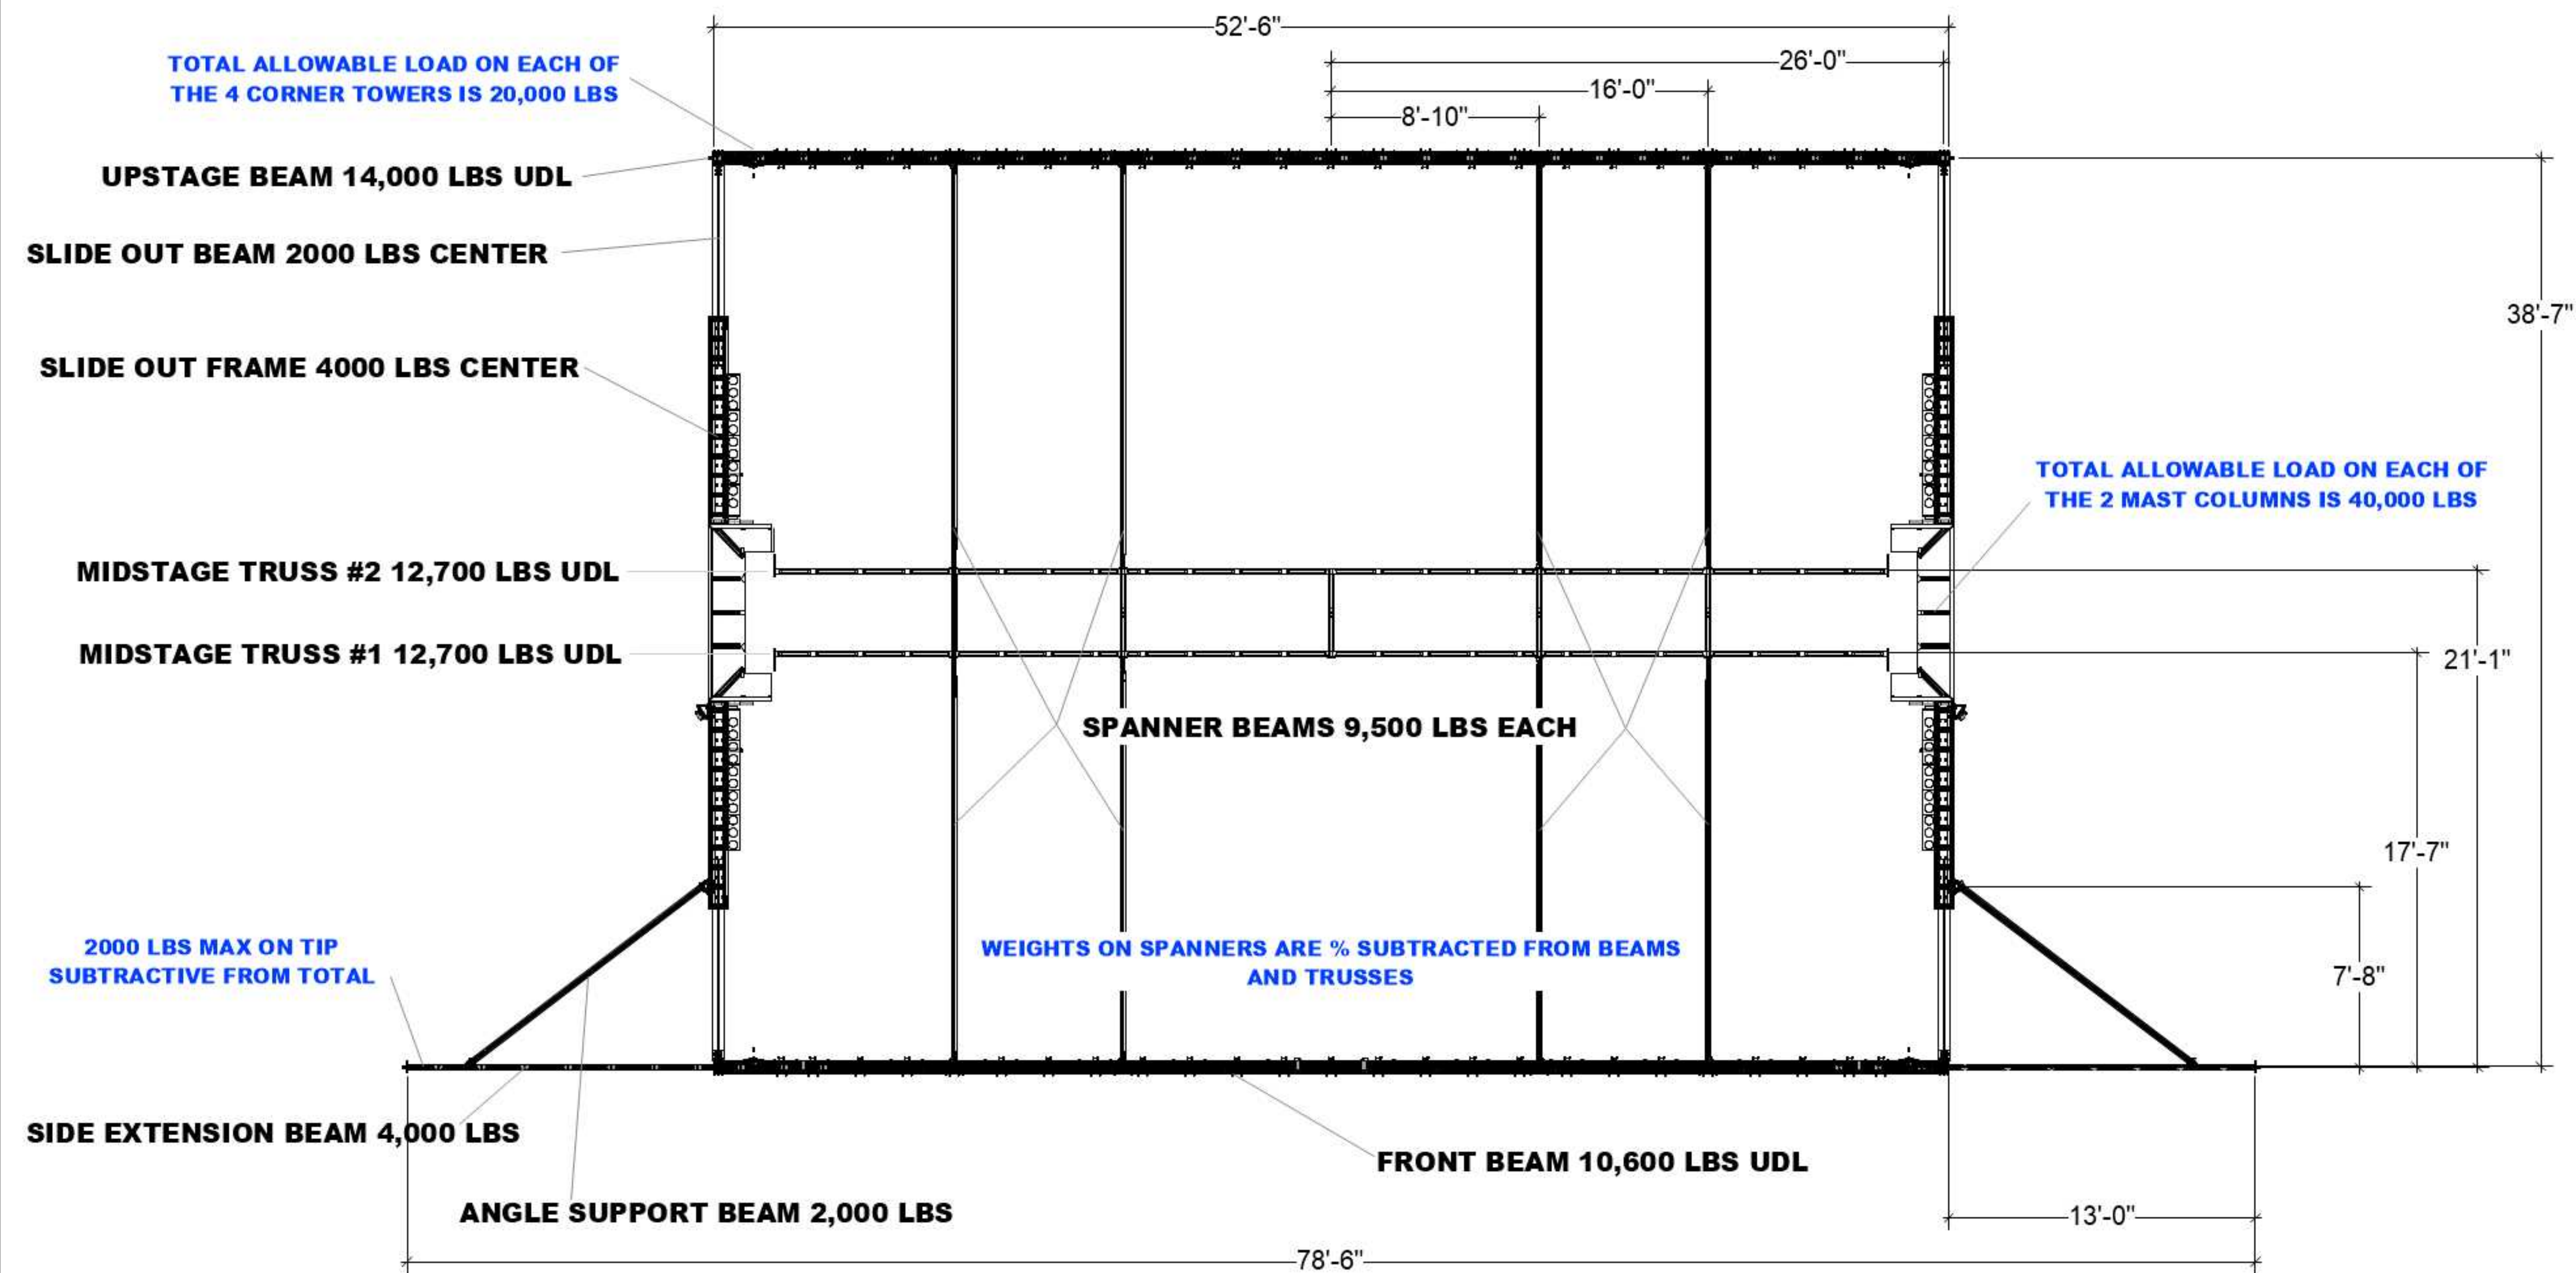 52'-6"
TOTAL ALLOWABLE LOAD ON EACH OF
THE 4 CORNER TOWERS IS 20,000 LBS
26'-0"
16'-0"
8'-10"
UPSTAGE BEAM 14,000 LBS UDL
SLIDE OUT BEAM 2000 LBS CENTER
38'-7"
SLIDE OUT FRAME 4000 LBS CENTER
TOTAL ALLOWABLE LOAD ON EACH OF
THE 2 MAST COLUMNS IS 40,000 LBS
MIDSTAGE TRUSS #2 12,700 LBS UDL
MIDSTAGE TRUSS #1 12,700 LBS UDL
21'-1"
SPANNER BEAMS 9,500 LBS EACH
17'-7"
2000 LBS MAX ON TIP
SUBTRACTIVE FROM TOTAL
WEIGHTS ON SPANNERS ARE % SUBTRACTED FROM BEAMS
AND TRUSSES
7'-8"
SIDE EXTENSION BEAM 4,000 LBS
FRONT BEAM 10,600 LBS UDL
ANGLE SUPPORT BEAM 2,000 LBS
13'-0"
78'-6"